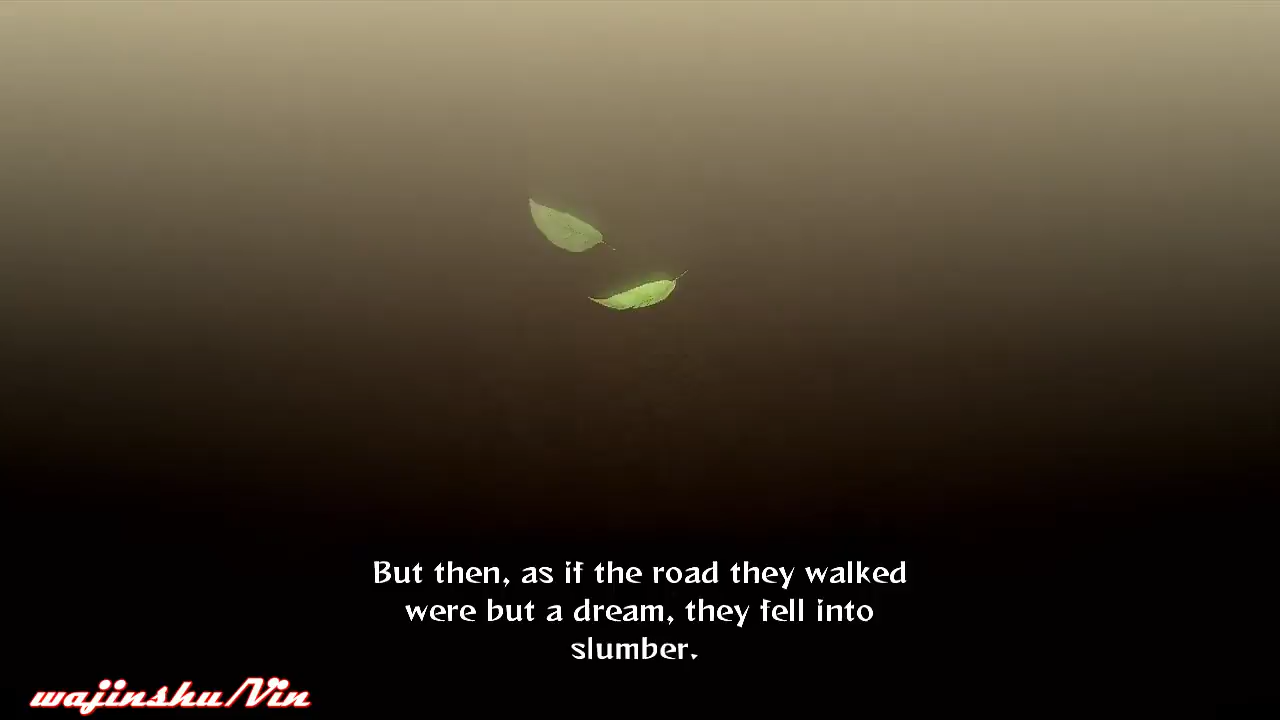 But then, as if the road they walked
were but a dream, they fell into
slumber.
wajinshu/Vin